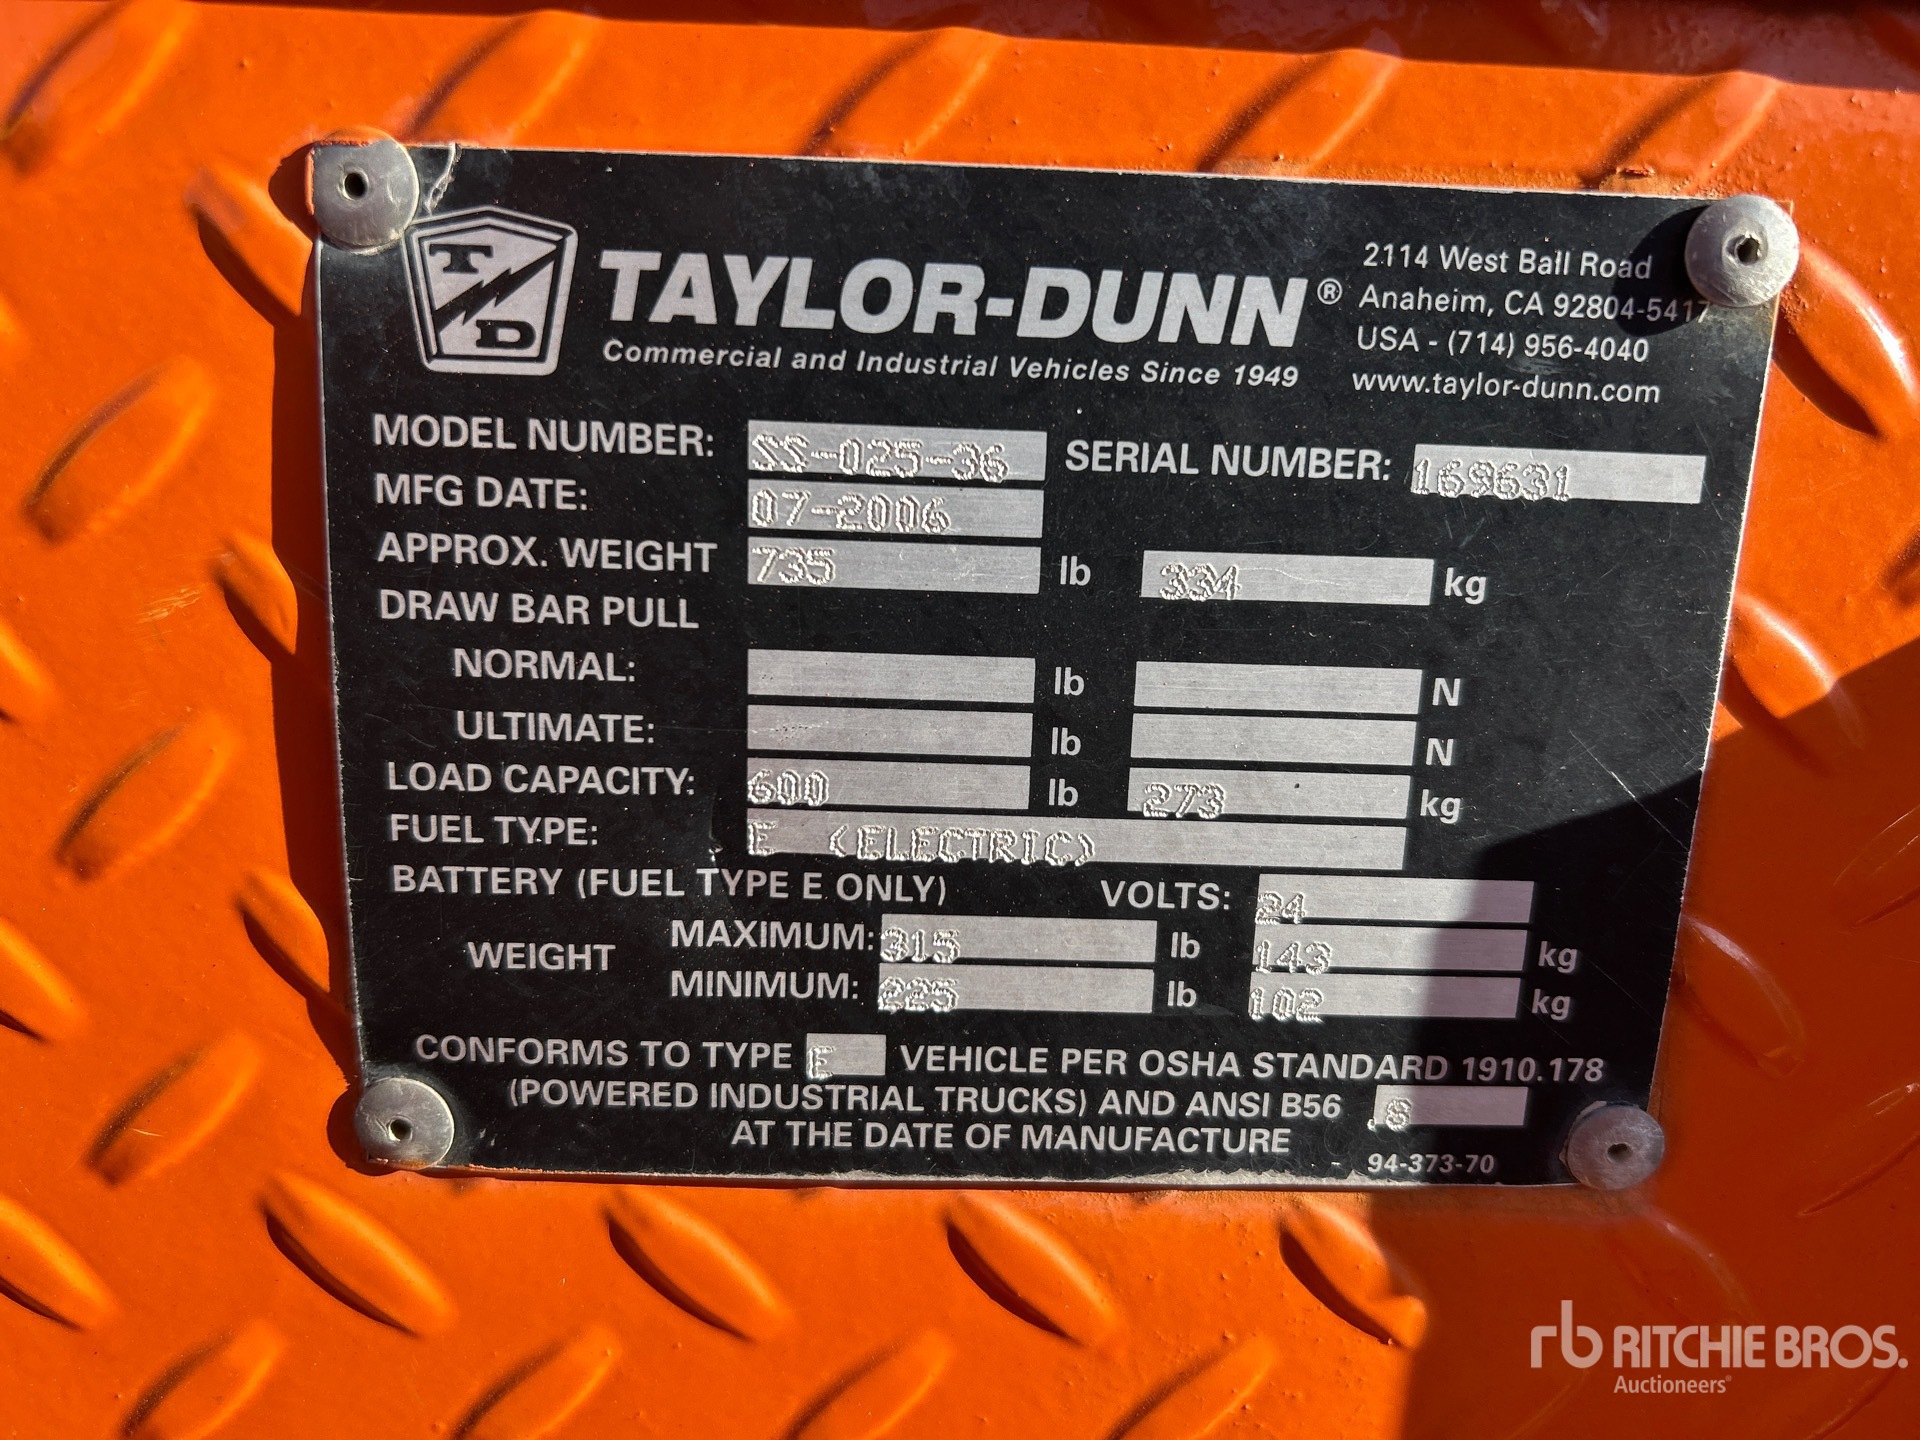 T D
TAYLOR-DUNN®
Commercial and Industrial Vehicles Since 1949
2114 West Ball Road
Anaheim, CA 92804-5417
USA - (714) 956-4040
www.taylor-dunn.com
MODEL NUMBER: SS-025-36 SERIAL NUMBER: 169631
MFG DATE: 07-2006
APPROX. WEIGHT 735 lb 334 kg
DRAW BAR PULL
NORMAL: lb N
ULTIMATE: lb N
LOAD CAPACITY: 600 lb 273 kg
FUEL TYPE: E (ELECTRIC)
BATTERY (FUEL TYPE E ONLY) VOLTS: 24
WEIGHT MAXIMUM: 315 lb 143 kg
MINIMUM: 225 lb 102 kg
CONFORMS TO TYPE E VEHICLE PER OSHA STANDARD 1910.178
(POWERED INDUSTRIAL TRUCKS) AND ANSI B56 .8
AT THE DATE OF MANUFACTURE
94-373-70
rb RITCHIE BROS.
Auctioneers®